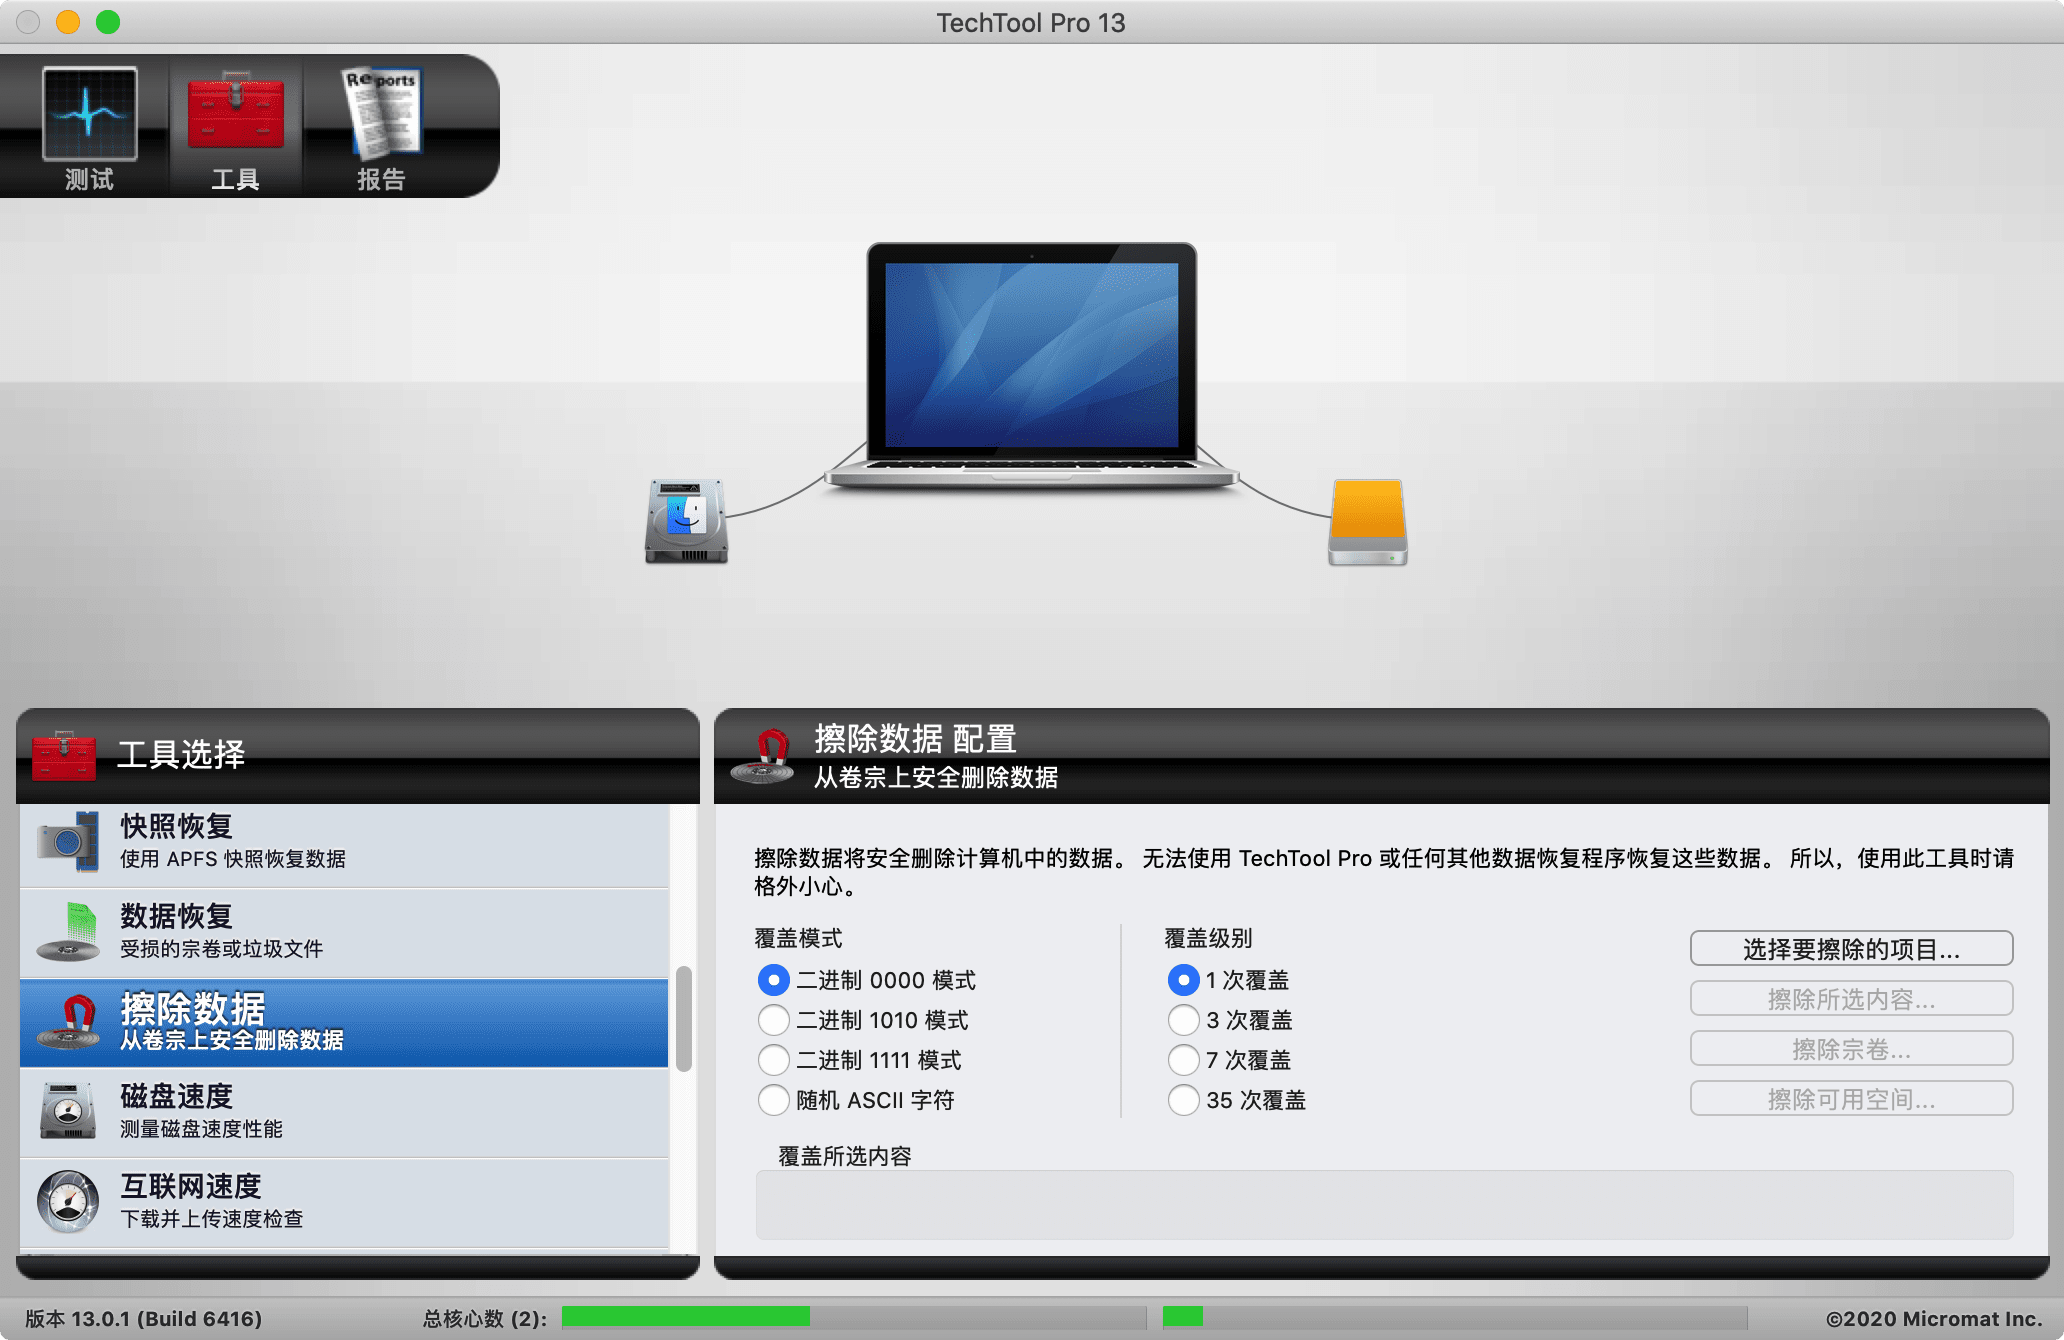 TechTool Pro 13
Reports
测试
工具
报告
工具选择
快照恢复
使用 APFS 快照恢复数据
数据恢复
受损的宗卷或垃圾文件
擦除数据
从卷宗上安全删除数据
磁盘速度
测量磁盘速度性能
互联网速度
下载并上传速度检查
擦除数据 配置
从卷宗上安全删除数据
擦除数据将安全删除计算机中的数据。 无法使用 TechTool Pro 或任何其他数据恢复程序恢复这些数据。 所以，使用此工具时请
格外小心。
覆盖模式
二进制 0000 模式
二进制 1010 模式
二进制 1111 模式
随机 ASCII 字符
覆盖级别
1 次覆盖
3 次覆盖
7 次覆盖
35 次覆盖
选择要擦除的项目...
擦除所选内容...
擦除宗卷...
擦除可用空间...
覆盖所选内容
版本 13.0.1 (Build 6416)
总核心数 (2):
©2020 Micromat Inc.